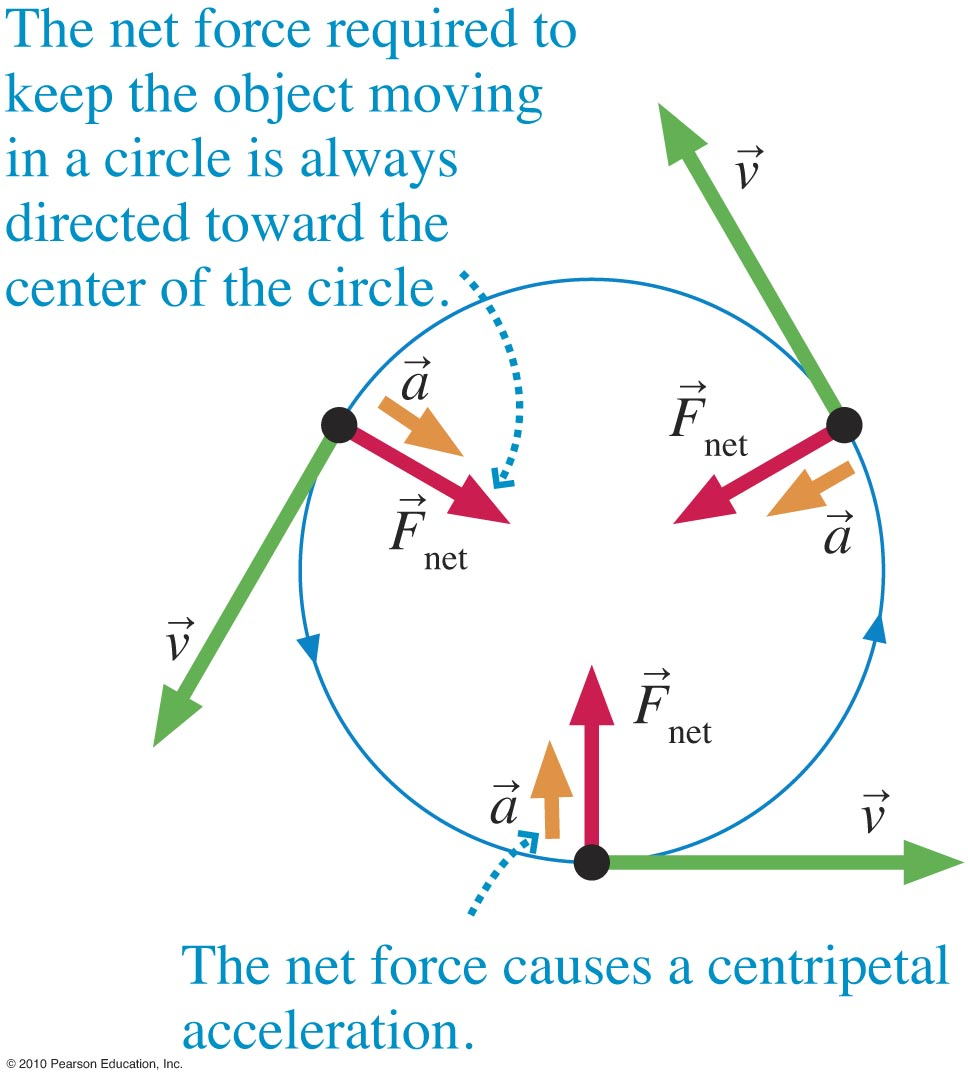 The net force required to
keep the object moving
in a circle is always
directed toward the
center of the circle.
v⃗
a⃗
F⃗net
F⃗net
a⃗
v⃗
F⃗net
a⃗
v⃗
The net force causes a centripetal
acceleration.
© 2010 Pearson Education, Inc.